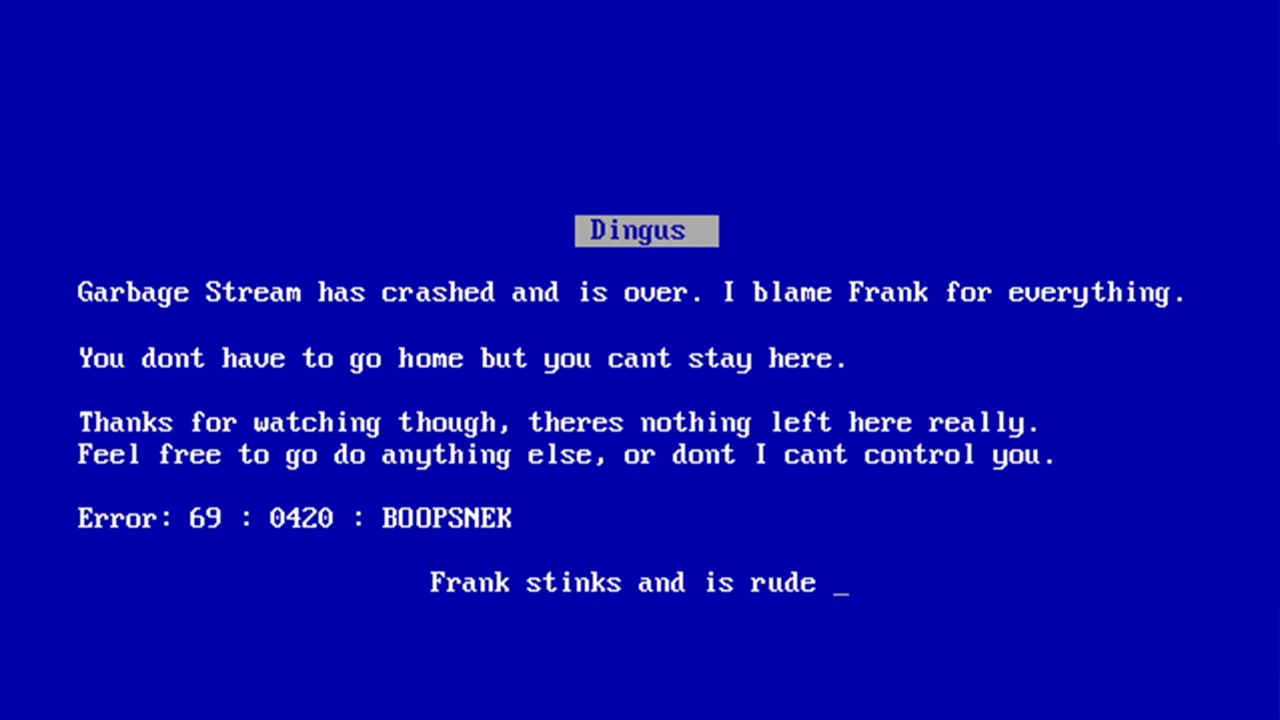 Dingus
Garbage Stream has crashed and is over. I blame Frank for everything.
You dont have to go home but you cant stay here.
Thanks for watching though, theres nothing left here really.
Feel free to go do anything else, or dont I cant control you.
Error: 69 : 0420 : BOOPSNEK
Frank stinks and is rude _